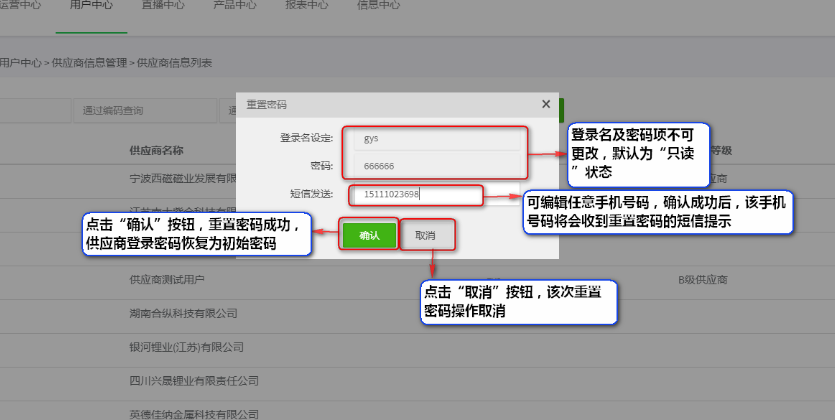 运营中心 用户中心 直播中心 产品中心 报表中心 信息中心
用户中心 > 供应商信息管理 > 供应商信息列表
通过编码查询
重置密码
登录名设定: gys
密码: 666666
短信发送: 15111023698
确认 取消
登录名及密码项不可
更改，默认为“只读
”状态
可编辑任意手机号码，确认成功后，该手机
号码将会收到重置密码的短信提示
点击“确认”按钮，重置密码成功，
供应商登录密码恢复为初始密码
点击“取消”按钮，该次重置
密码操作取消
供应商名称 等级
宁波西磁磁业发展有限
供应商测试用户 B级供应商
湖南合纵科技有限公司
银河锂业(江苏)有限公司
四川兴晟锂业有限责任公司
英德佳纳金属科技有限公司